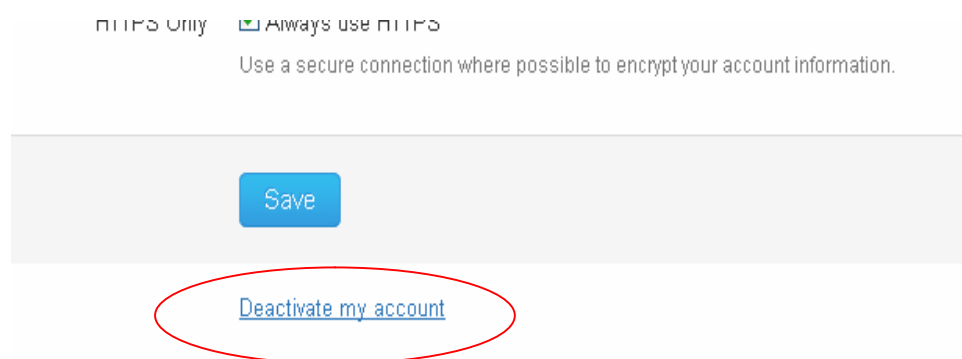 HTTPS Only Always use HTTPS
Use a secure connection where possible to encrypt your account information.
Save
Deactivate my account